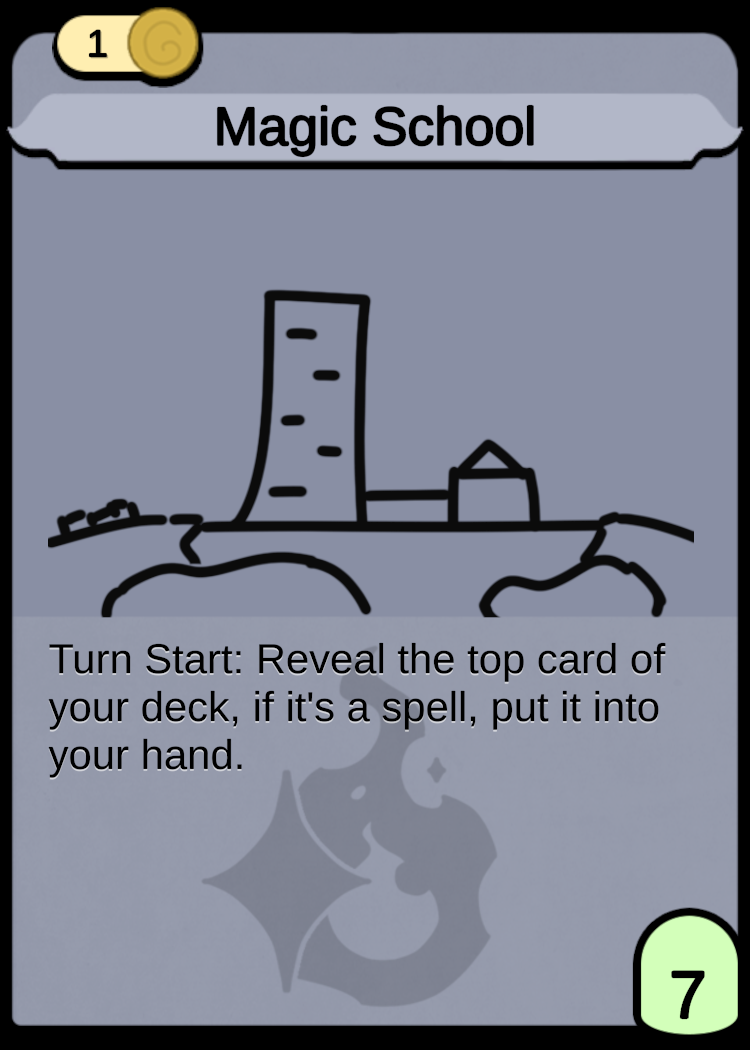 1
Magic School
Turn Start: Reveal the top card of
your deck, if it's a spell, put it into
your hand.
7